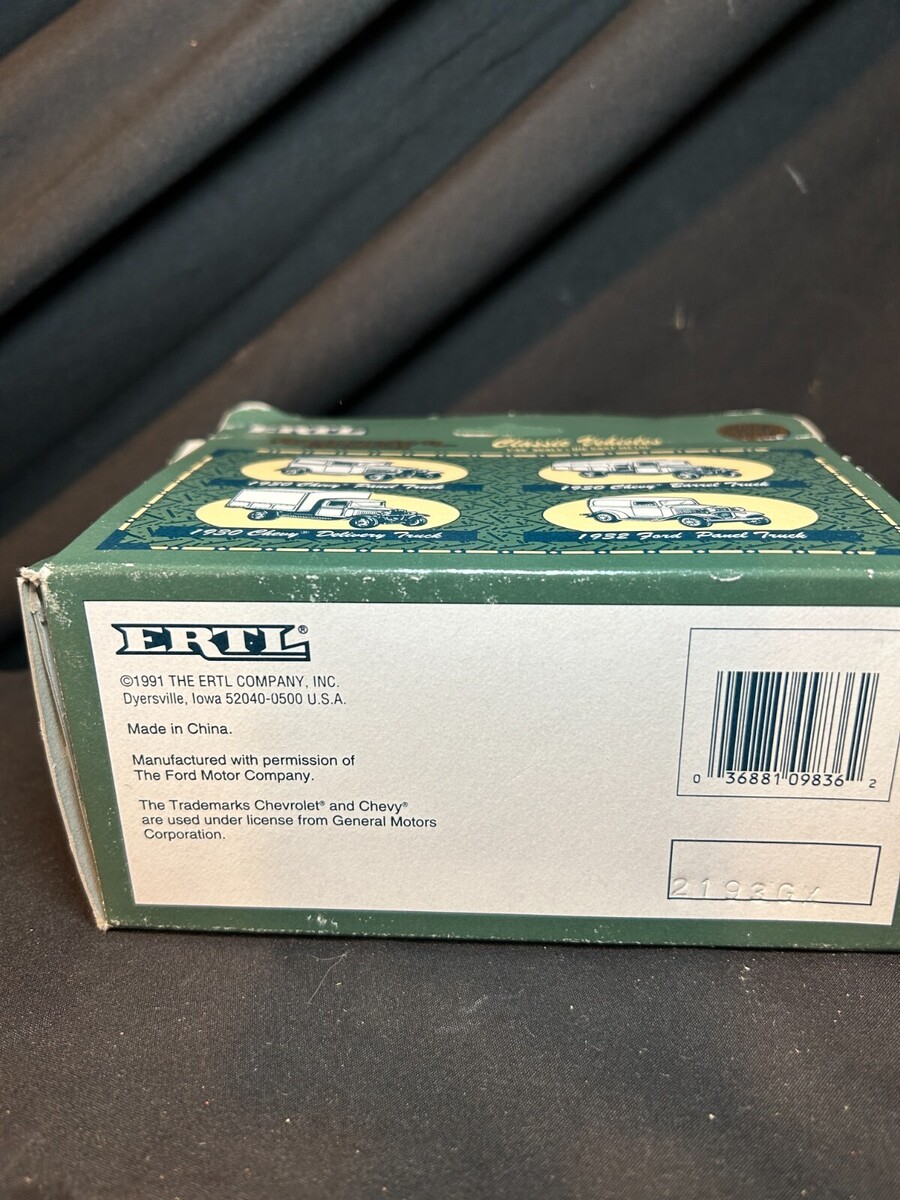 ERTL
Classic Vehicles
1930 Chevy® Delivery Truck
1932 Ford Panel Truck
ERTL®
©1991 THE ERTL COMPANY, INC.
Dyersville, Iowa 52040-0500 U.S.A.
Made in China.
Manufactured with permission of
The Ford Motor Company.
The Trademarks Chevrolet® and Chevy®
are used under license from General Motors
Corporation.
0 36881 09836 2
2193G